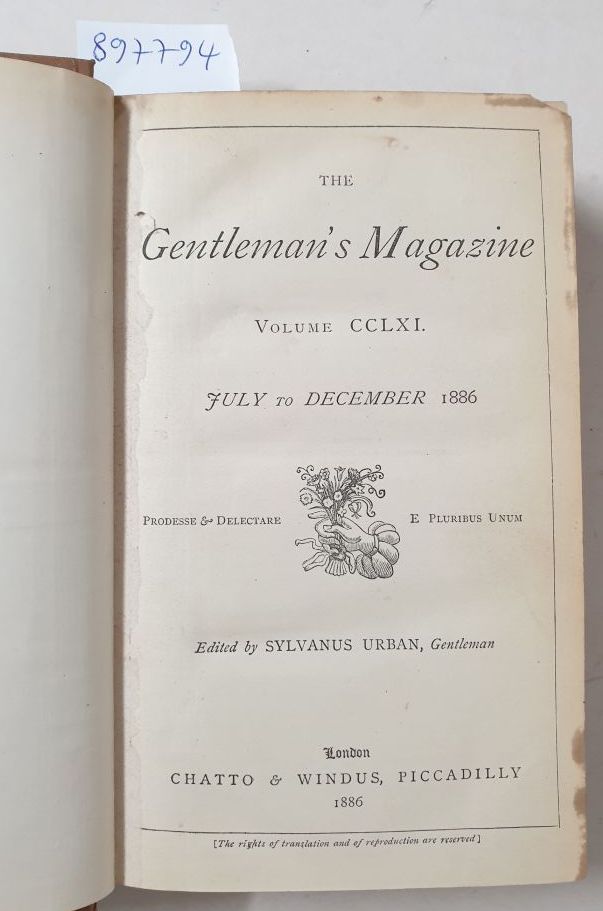 897794
THE
Gentleman's Magazine
VOLUME CCLXI.
JULY TO DECEMBER 1886
PRODESSE & DELECTARE
E PLURIBUS UNUM
Edited by SYLVANUS URBAN, Gentleman
London
CHATTO & WINDUS, PICCADILLY
1886
[The rights of translation and of reproduction are reserved]